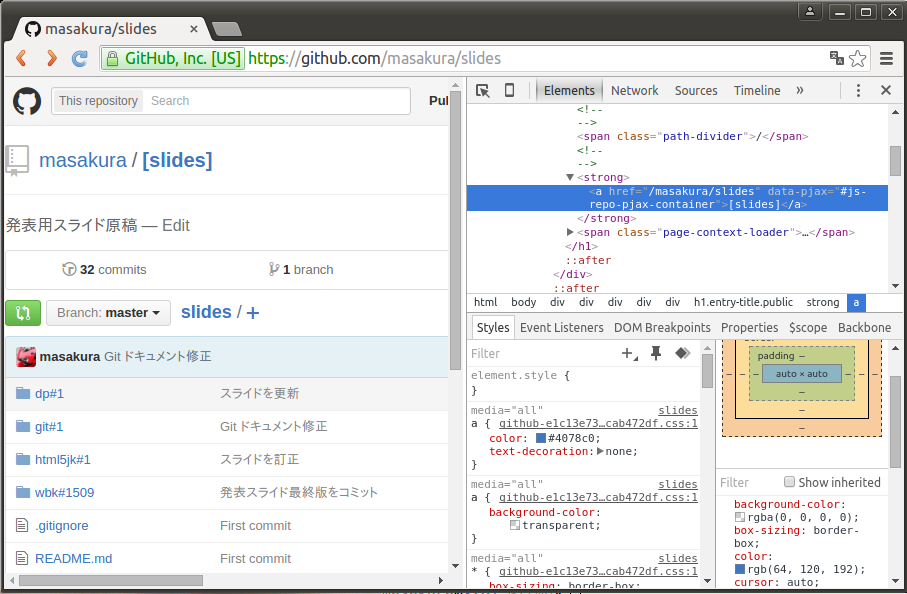 masakura/slides
GitHub, Inc. [US] https://github.com/masakura/slides
This repository Search
masakura / [slides]
発表用スライド原稿 — Edit
32 commits
1 branch
Branch: master
slides / +
masakura Git ドキュメント修正
dp#1 スライドを更新
git#1 Git ドキュメント修正
html5jk#1 スライドを訂正
wbk#1509 発表スライド最終版をコミット
.gitignore First commit
README.md First commit
Elements Network Sources Timeline »
<!--
-->
<span class="path-divider">/</span>
<!--
-->
▼<strong>
<a href="/masakura/slides" data-pjax="#js-
repo-pjax-container">[slides]</a>
</strong>
▶<span class="page-context-loader">…</span>
</h1>
::after
</div>
::after
html body div div div div div h1.entry-title.public strong a
Styles Event Listeners DOM Breakpoints Properties $scope Backbone
Filter
element.style {
}
media="all" slides
a { github-e1c13e73…cab472df.css:1
color: #4078c0;
text-decoration:▶none;
}
media="all" slides
a { github-e1c13e73…cab472df.css:1
background-color:
transparent;
}
media="all" slides
* { github-e1c13e73…cab472df.css:1
box-sizing: border-box;
padding –
– – – auto × auto – – –
–
–
–
Filter Show inherited
background-color:
rgba(0, 0, 0, 0);
box-sizing: border-
box;
color:
rgb(64, 120, 192);
cursor: auto;